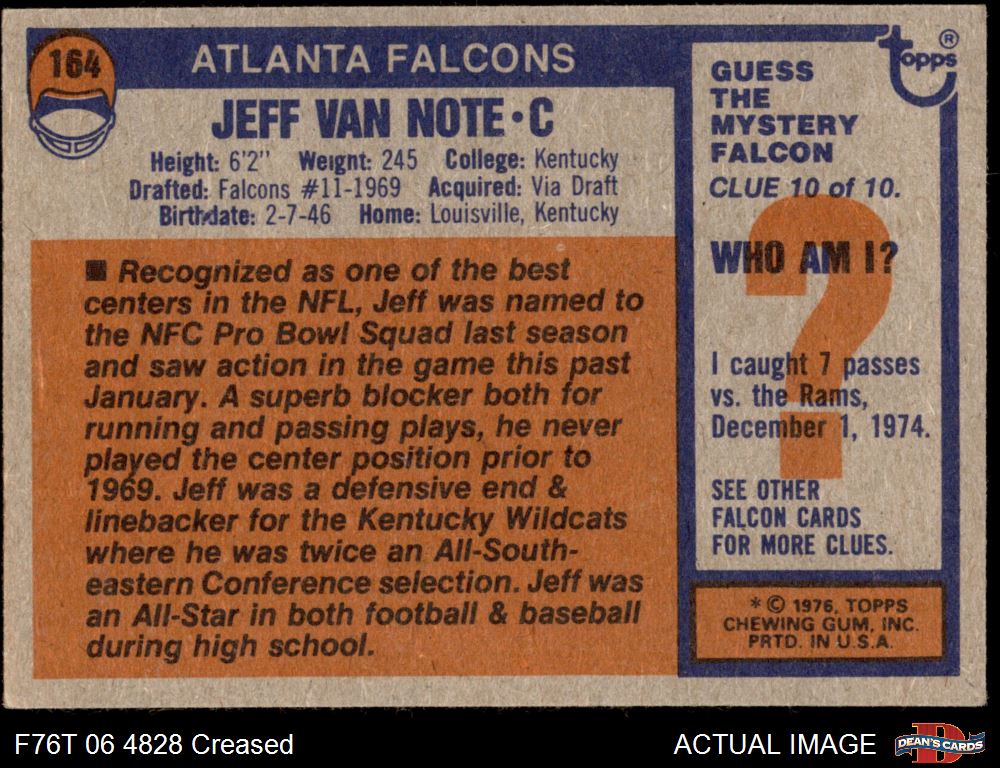 164
ATLANTA FALCONS
JEFF VAN NOTE • C
Height: 6'2" Weight: 245 College: Kentucky
Drafted: Falcons #11-1969 Acquired: Via Draft
Birthdate: 2-7-46 Home: Louisville, Kentucky
■ Recognized as one of the best
centers in the NFL, Jeff was named to
the NFC Pro Bowl Squad last season
and saw action in the game this past
January. A superb blocker both for
running and passing plays, he never
played the center position prior to
1969. Jeff was a defensive end &
linebacker for the Kentucky Wildcats
where he was twice an All-South-
eastern Conference selection. Jeff was
an All-Star in both football & baseball
during high school.
Topps®
GUESS
THE
MYSTERY
FALCON
CLUE 10 of 10.
WHO AM I?
?
I caught 7 passes
vs. the Rams,
December 1, 1974.
SEE OTHER
FALCON CARDS
FOR MORE CLUES.
* © 1976, TOPPS
CHEWING GUM, INC.
PRTD. IN U.S.A.
F76T 06 4828 Creased
ACTUAL IMAGE
D
DEAN'S CARDS